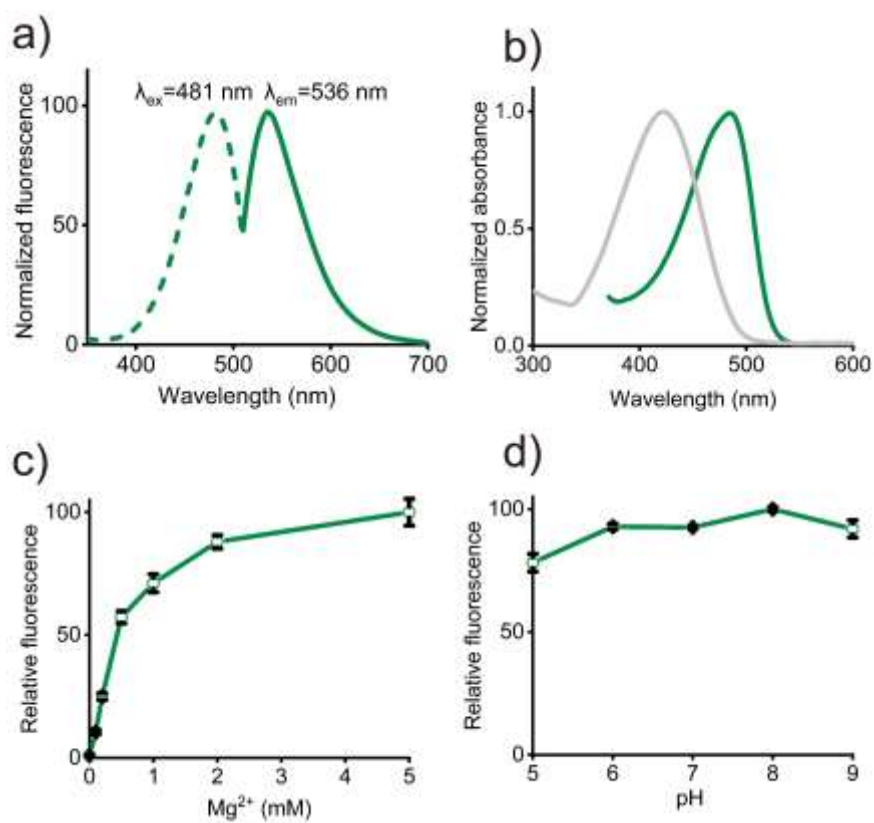 a)
λex=481 nm λem=536 nm
100
50
0
Normalized fluorescence
400 500 600 700
Wavelength (nm)
b)
1.0
0.5
0.0
Normalized absorbance
300 400 500 600
Wavelength (nm)
c)
100
50
0
Relative fluorescence
0 1 2 3 4 5
Mg²⁺ (mM)
d)
100
50
0
Relative fluorescence
5 6 7 8 9
pH